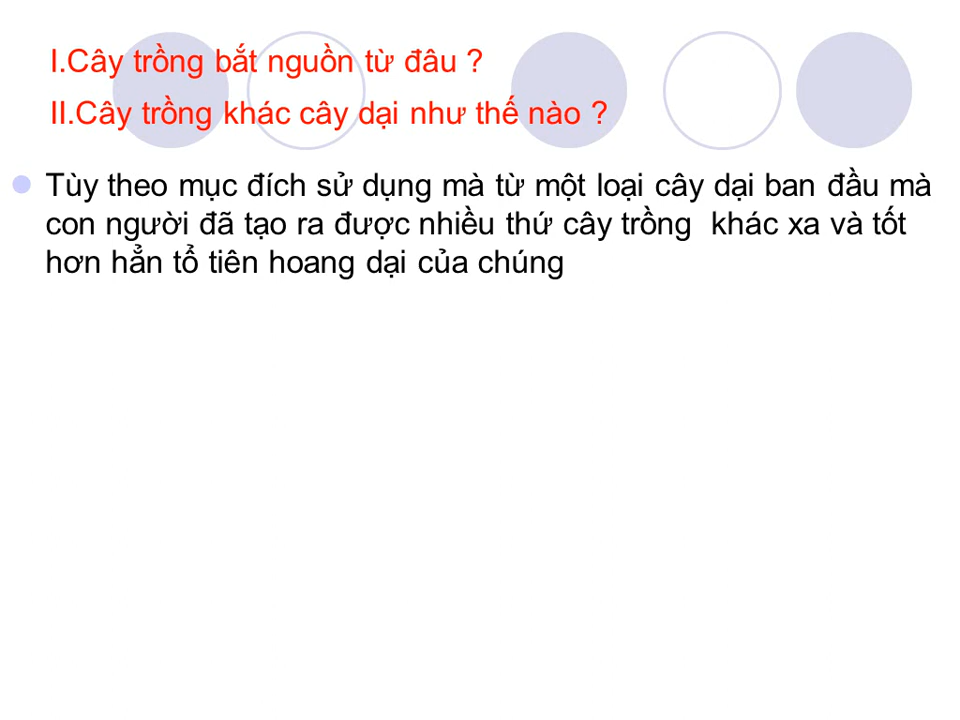 I.Cây trồng bắt nguồn từ đâu ?
II.Cây trồng khác cây dại như thế nào ?
Tùy theo mục đích sử dụng mà từ một loại cây dại ban đầu mà
con người đã tạo ra được nhiều thứ cây trồng  khác xa và tốt
hơn hẳn tổ tiên hoang dại của chúng